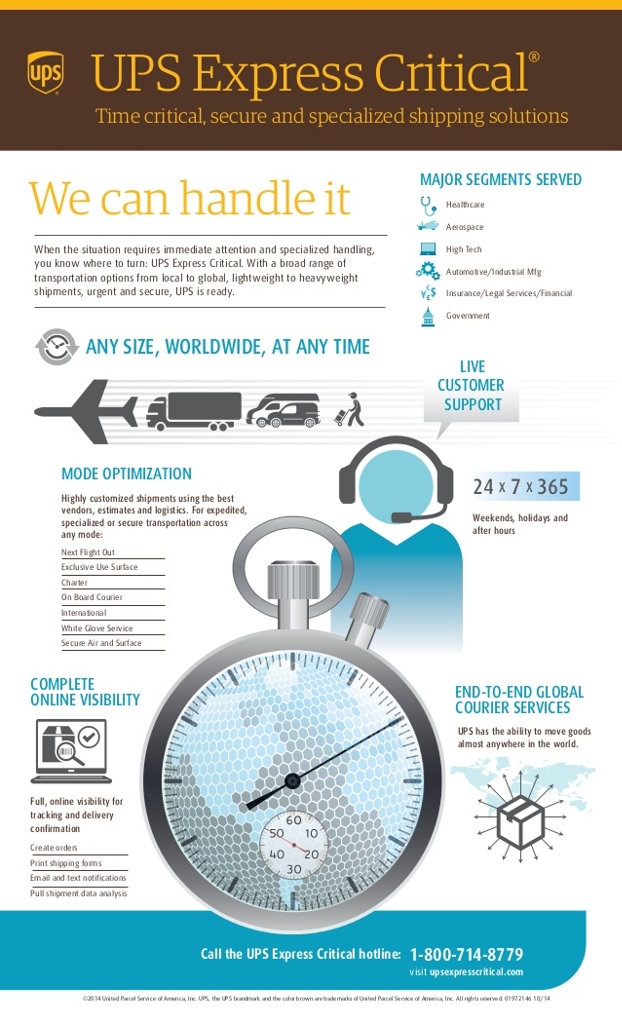 ups
UPS Express Critical®
Time critical, secure and specialized shipping solutions
We can handle it
When the situation requires immediate attention and specialized handling,
you know where to turn: UPS Express Critical. With a broad range of
transportation options from local to global, lightweight to heavyweight
shipments, urgent and secure, UPS is ready.
MAJOR SEGMENTS SERVED
Healthcare
Aerospace
High Tech
Automotive/Industrial Mfg
Insurance/Legal Services/Financial
Government
ANY SIZE, WORLDWIDE, AT ANY TIME
LIVE
CUSTOMER
SUPPORT
24 x 7 x 365
Weekends, holidays and
after hours
MODE OPTIMIZATION
Highly customized shipments using the best
vendors, estimates and logistics. For expedited,
specialized or secure transportation across
any mode:
Next Flight Out
Exclusive Use Surface
Charter
On Board Courier
International
White Glove Service
Secure Air and Surface
COMPLETE
ONLINE VISIBILITY
Full, online visibility for
tracking and delivery
confirmation
Create orders
Print shipping forms
Email and text notifications
Pull shipment data analysis
60
50 10
40 20
30
END-TO-END GLOBAL
COURIER SERVICES
UPS has the ability to move goods
almost anywhere in the world.
Call the UPS Express Critical hotline: 1-800-714-8779
visit upsexpresscritical.com
©2014 United Parcel Service of America, Inc. UPS, the UPS brandmark and the color brown are trademarks of United Parcel Service of America, Inc. All rights reserved. 01972146 10/14